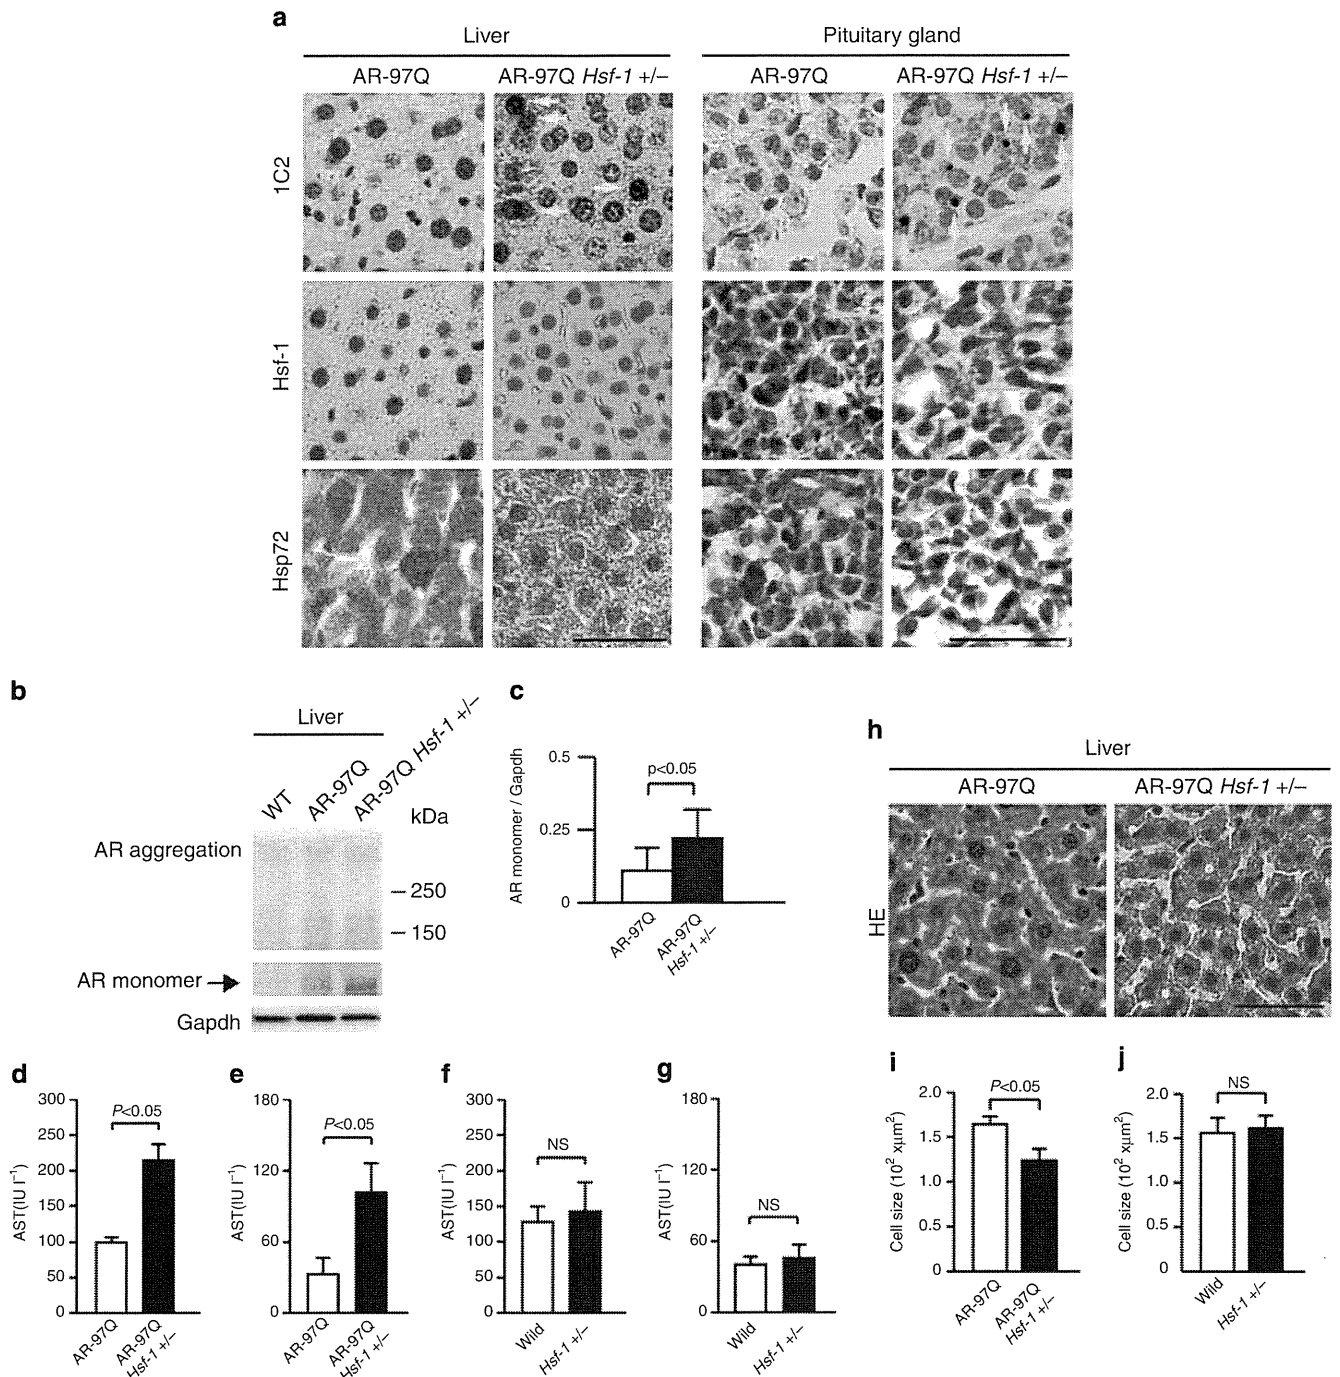 a
Liver
Pituitary gland
AR-97Q
AR-97Q Hsf-1 +/–
AR-97Q
AR-97Q Hsf-1 +/–
1C2
Hsf-1
Hsp72
b
Liver
WT
AR-97Q
AR-97Q Hsf-1 +/–
kDa
AR aggregation
– 250
– 150
AR monomer
Gapdh
c
AR monomer / Gapdh
0.5
0.25
0
p<0.05
AR-97Q
AR-97Q
Hsf-1 +/–
h
Liver
AR-97Q
AR-97Q Hsf-1 +/–
HE
d
AST(IU l–1)
300
250
200
150
100
50
0
P<0.05
AR-97Q
AR-97Q
Hsf-1 +/–
e
AST(IU l–1)
180
120
60
0
P<0.05
AR-97Q
AR-97Q
Hsf-1 +/–
f
AST(IU l–1)
300
250
200
150
100
50
0
NS
Wild
Hsf-1 +/–
g
AST(IU l–1)
180
120
60
0
NS
Wild
Hsf-1 +/–
i
Cell size (10² xµm²)
2.0
1.5
1.0
0.5
0
P<0.05
AR-97Q
AR-97Q
Hsf-1 +/–
j
Cell size (10² xµm²)
2.0
1.5
1.0
0.5
0
NS
Wild
Hsf-1 +/–